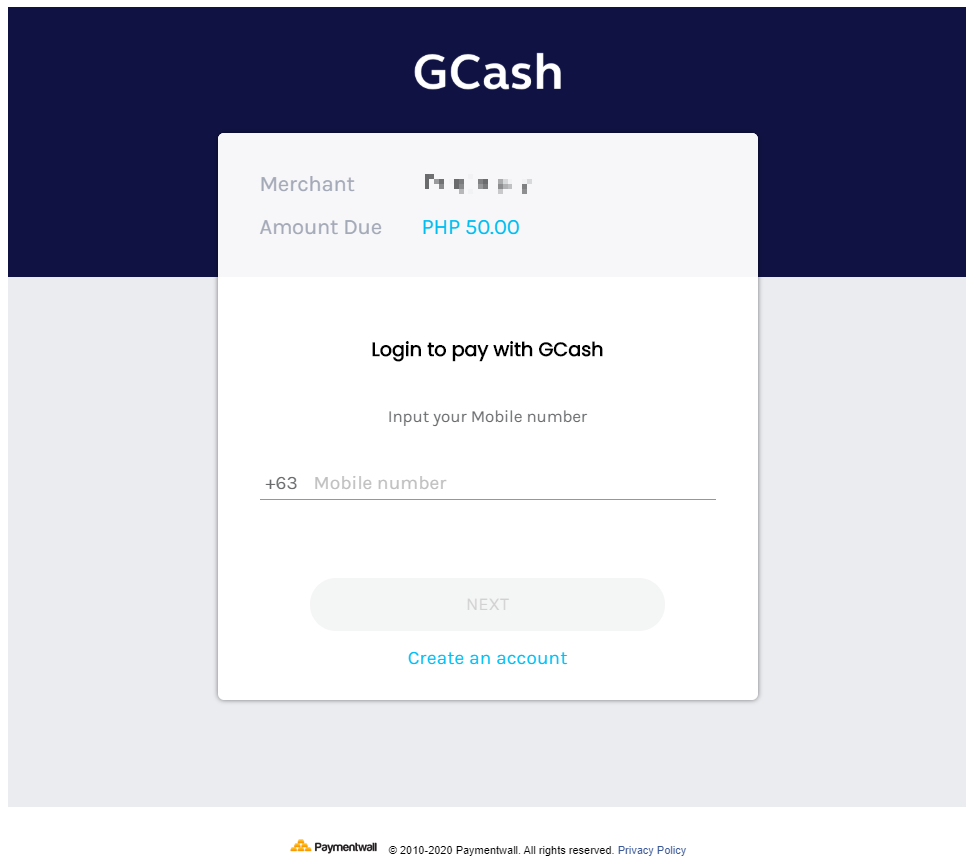 GCash
Merchant
Amount Due PHP 50.00
Login to pay with GCash
Input your Mobile number
+63 Mobile number
NEXT
Create an account
Paymentwall © 2010-2020 Paymentwall. All rights reserved. Privacy Policy